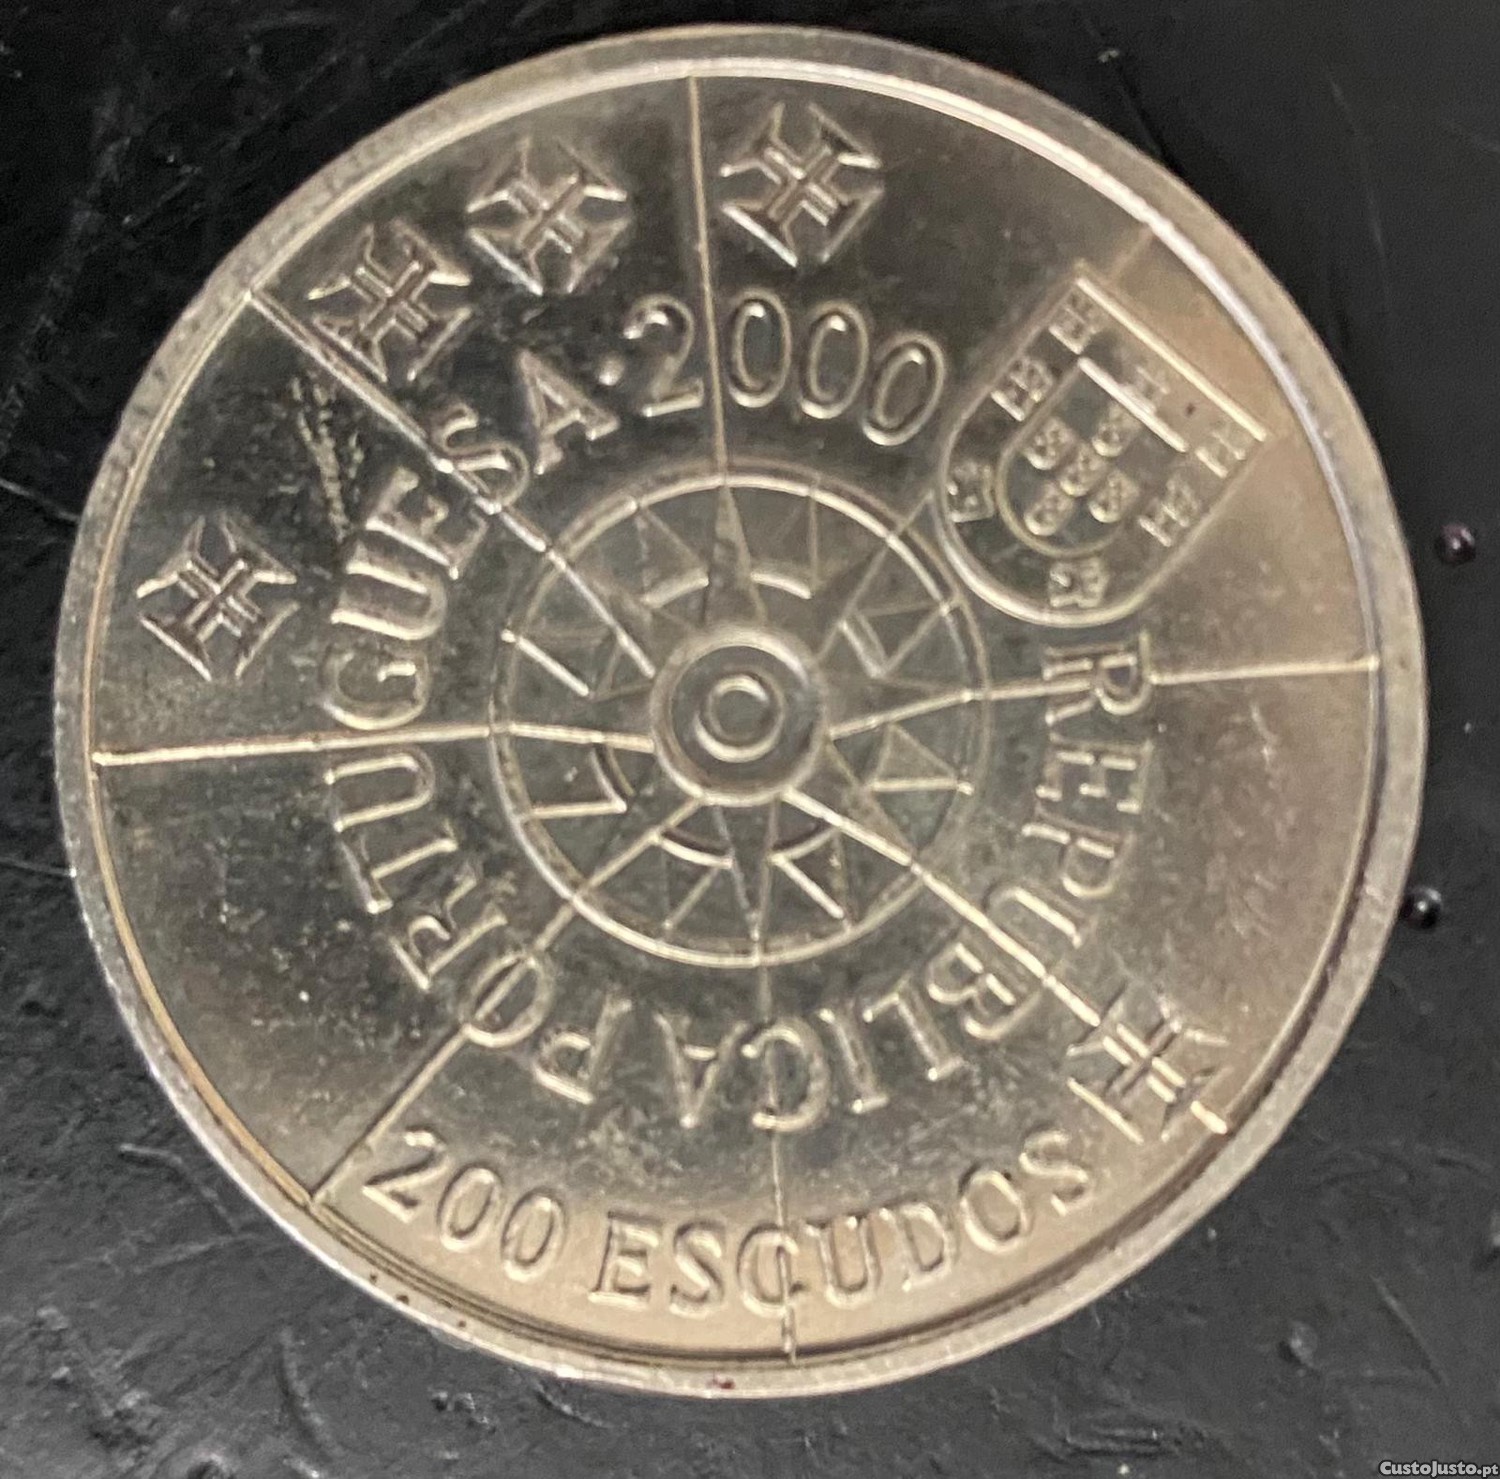 REPUBLICA PORTUGUESA · 2000
200 ESCUDOS
CustoJusto.pt